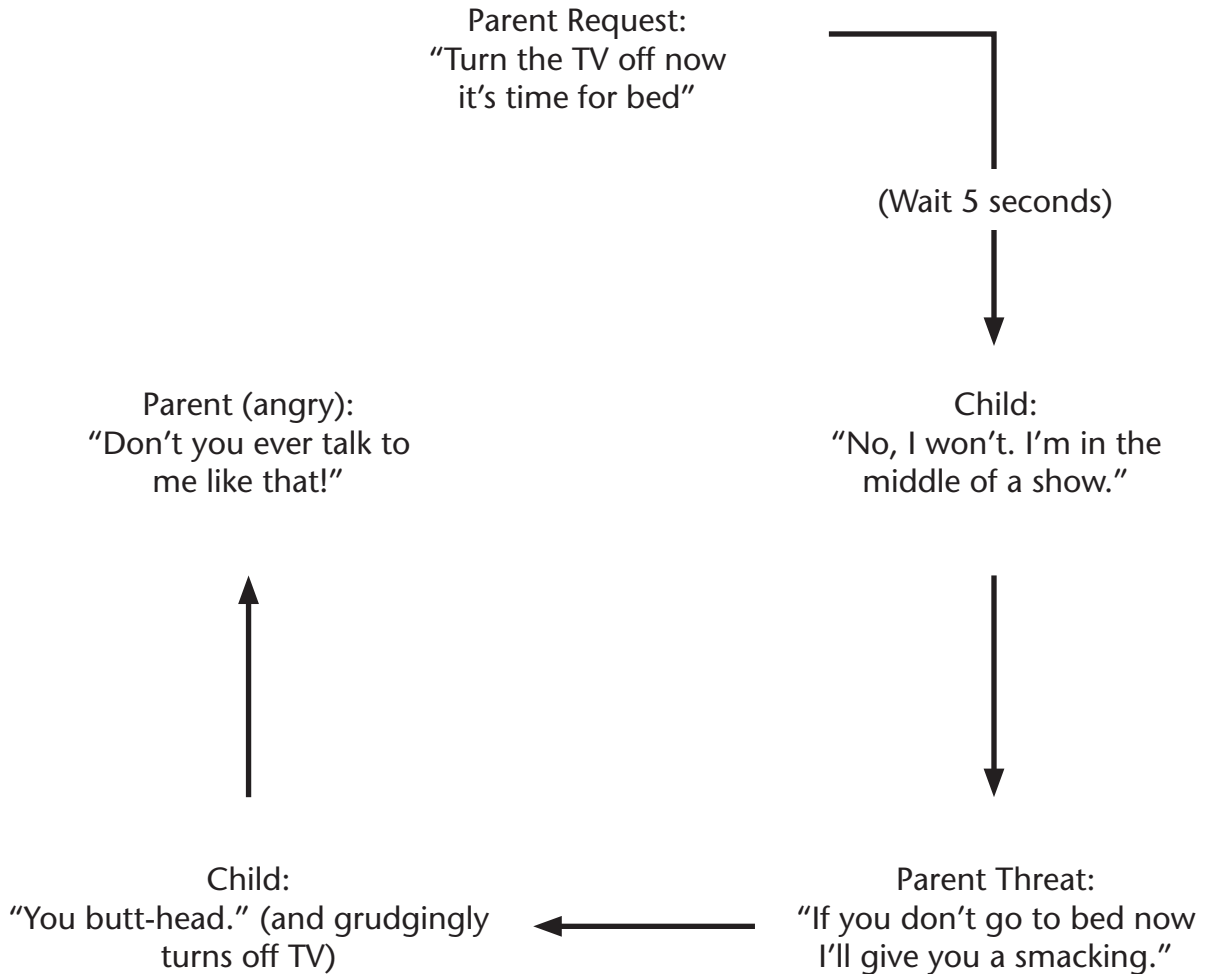 Parent Request:
“Turn the TV off now
it’s time for bed”
(Wait 5 seconds)
Child:
“No, I won’t. I’m in the
middle of a show.”
Parent Threat:
“If you don’t go to bed now
I’ll give you a smacking.”
Child:
“You butt-head.” (and grudgingly
turns off TV)
Parent (angry):
“Don’t you ever talk to
me like that!”